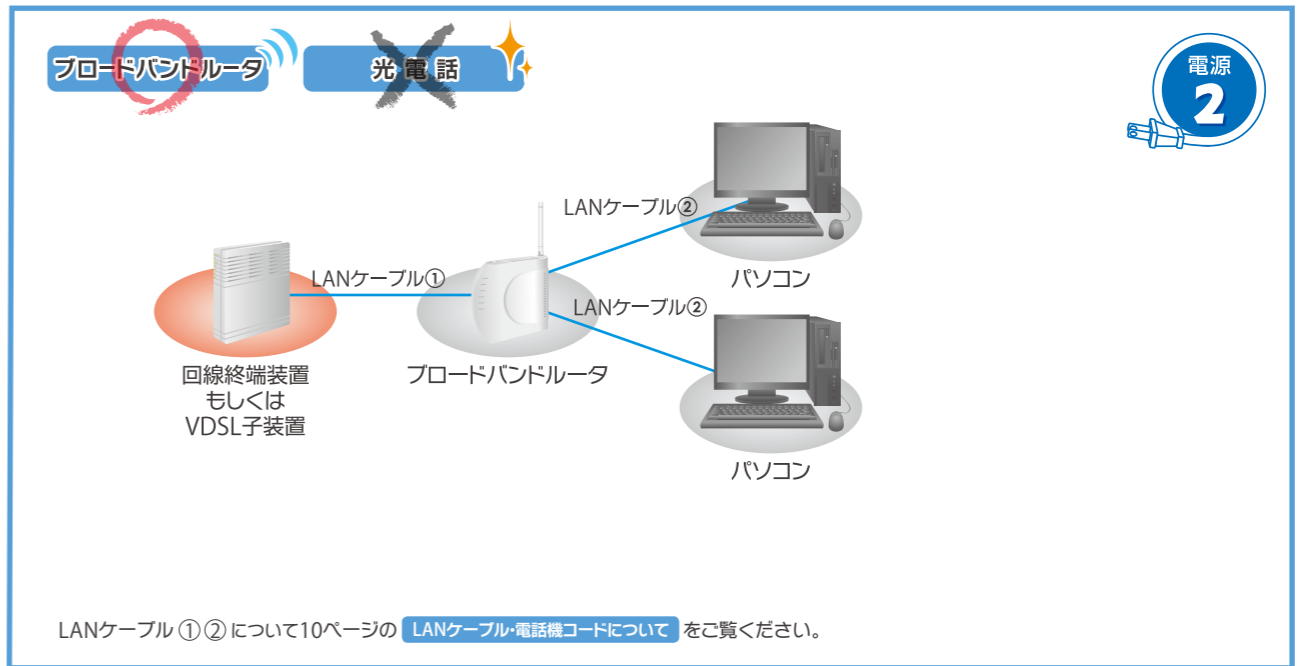 ブロードバンドルータ
光電話
電源
2
LANケーブル②
パソコン
LANケーブル①
LANケーブル②
回線終端装置
もしくは
VDSL子装置
ブロードバンドルータ
パソコン
LANケーブル①②について10ページの LANケーブル・電話機コードについて をご覧ください。